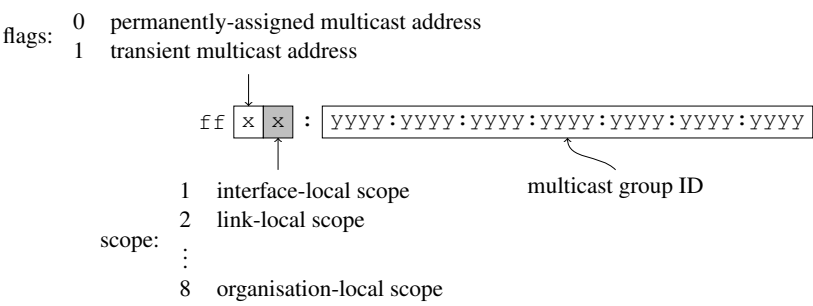 flags: 0 permanently-assigned multicast address
1 transient multicast address
ffxx:yyyy:yyyy:yyyy:yyyy:yyyy:yyyy:yyyy
1 interface-local scope
multicast group ID
2 link-local scope
scope:
⋮
8 organisation-local scope